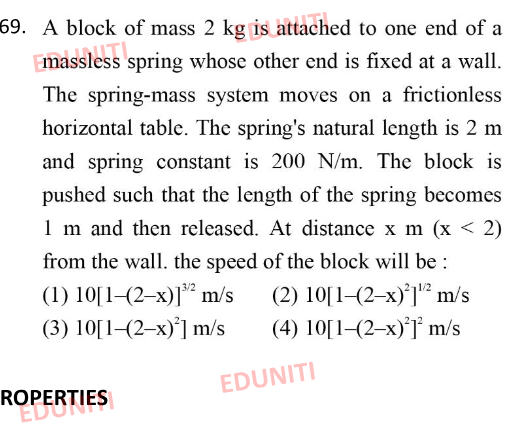 69. A block of mass 2 kg is attached to one end of a
massless spring whose other end is fixed at a wall.
The spring-mass system moves on a frictionless
horizontal table. The spring's natural length is 2 m
and spring constant is 200 N/m. The block is
pushed such that the length of the spring becomes
1 m and then released. At distance x m (x < 2)
from the wall. the speed of the block will be :
(1) 10[1–(2–x)]³ᐟ² m/s (2) 10[1–(2–x)²]¹ᐟ² m/s
(3) 10[1–(2–x)²] m/s (4) 10[1–(2–x)²]² m/s
EDUNITI
EDUNITI
EDUNITI
ROPERTIES
EDUNITI